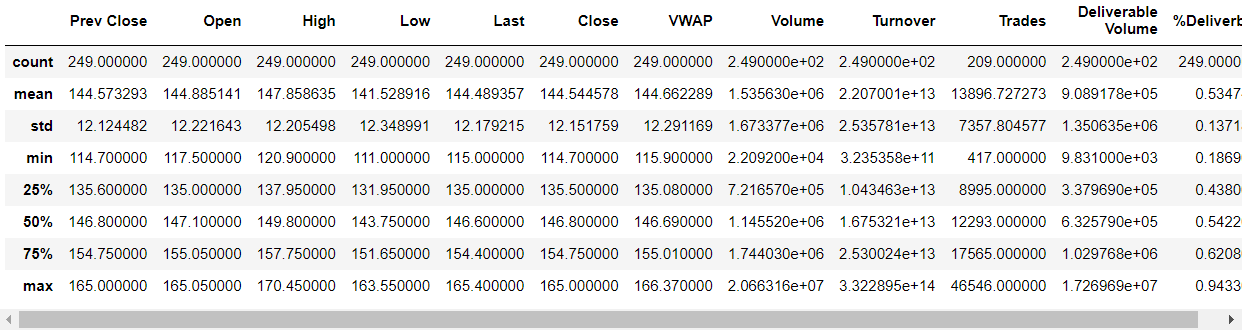 Prev Close Open High Low Last Close VWAP Volume Turnover Trades Deliverable Volume %Deliverb
count 249.000000 249.000000 249.000000 249.000000 249.000000 249.000000 249.000000 2.490000e+02 2.490000e+02 209.000000 2.490000e+02 249.0000
mean 144.573293 144.885141 147.858635 141.528916 144.489357 144.544578 144.662289 1.535630e+06 2.207001e+13 13896.727273 9.089178e+05 0.5347
std 12.124482 12.221643 12.205498 12.348991 12.179215 12.151759 12.291169 1.673377e+06 2.535781e+13 7357.804577 1.350635e+06 0.1371
min 114.700000 117.500000 120.900000 111.000000 115.000000 114.700000 115.900000 2.209200e+04 3.235358e+11 417.000000 9.831000e+03 0.1869
25% 135.600000 135.000000 137.950000 131.950000 135.000000 135.500000 135.080000 7.216570e+05 1.043463e+13 8995.000000 3.379690e+05 0.4380
50% 146.800000 147.100000 149.800000 143.750000 146.600000 146.800000 146.690000 1.145520e+06 1.675321e+13 12293.000000 6.325790e+05 0.5422
75% 154.750000 155.050000 157.750000 151.650000 154.400000 154.750000 155.010000 1.744030e+06 2.530024e+13 17565.000000 1.029768e+06 0.6208
max 165.000000 165.050000 170.450000 163.550000 165.400000 165.000000 166.370000 2.066316e+07 3.322895e+14 46546.000000 1.726969e+07 0.9433